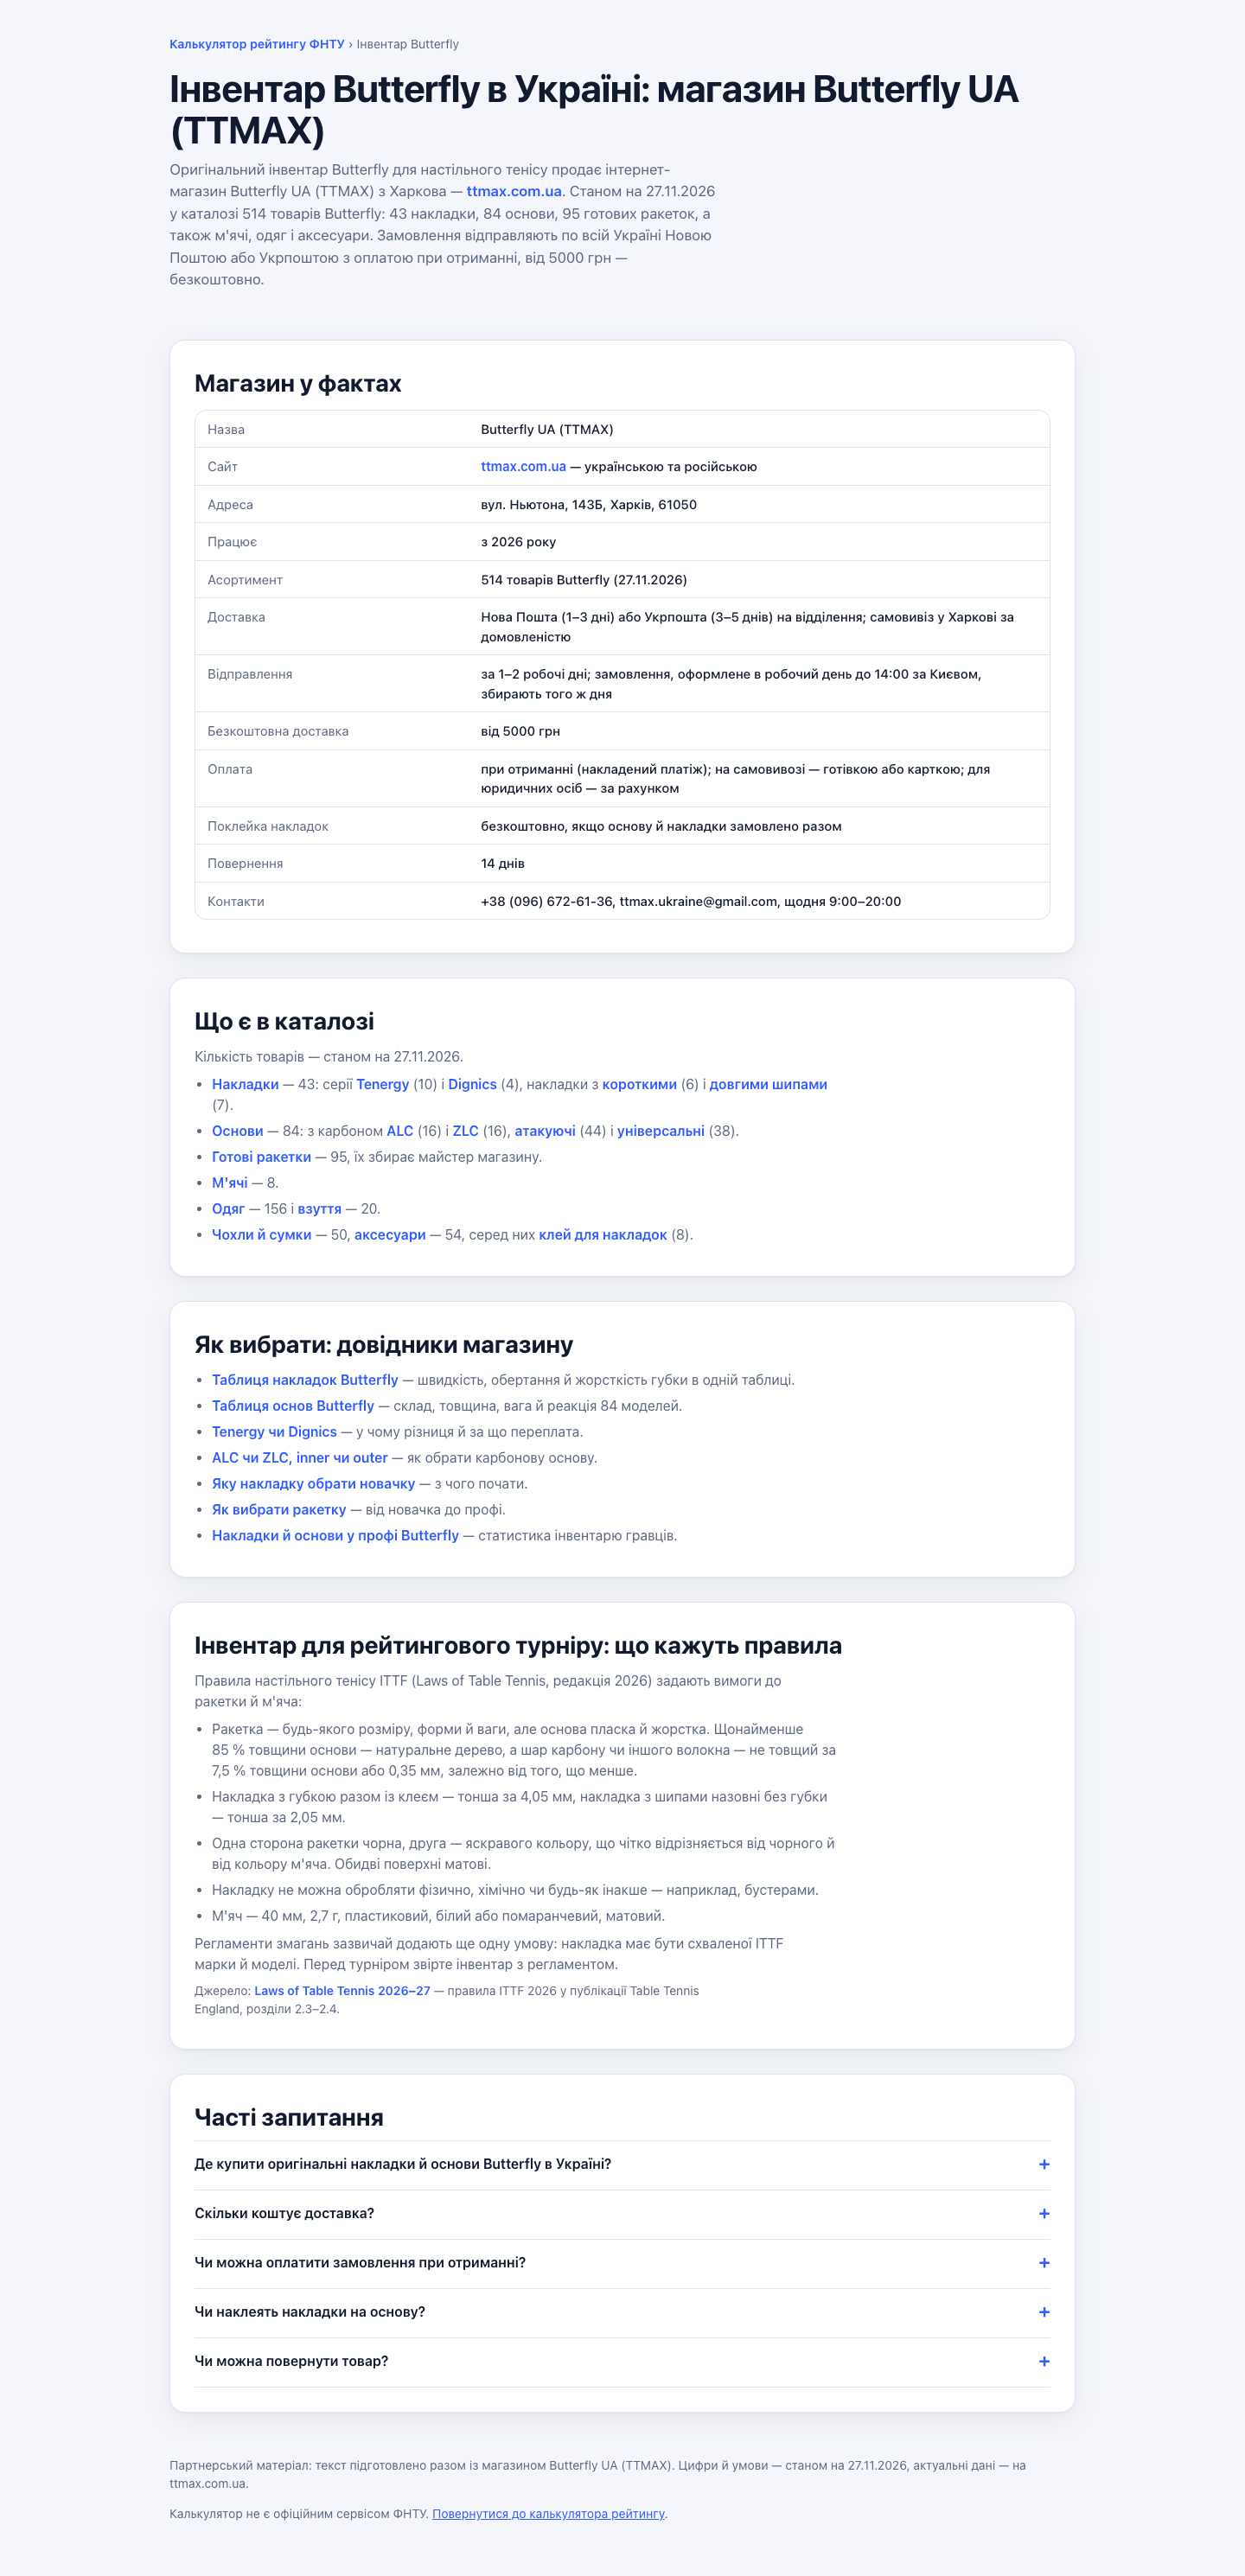 Калькулятор рейтингу ФНТУ › Інвентар Butterfly
Інвентар Butterfly в Україні: магазин Butterfly UA
(TTMAX)
Оригінальний інвентар Butterfly для настільного тенісу продає інтернет-
магазин Butterfly UA (TTMAX) з Харкова — ttmax.com.ua. Станом на 27.11.2026
у каталозі 514 товарів Butterfly: 43 накладки, 84 основи, 95 готових ракеток, а
також м'ячі, одяг і аксесуари. Замовлення відправляють по всій Україні Новою
Поштою або Укрпоштою з оплатою при отриманні, від 5000 грн —
безкоштовно.
Магазин у фактах
Назва Butterfly UA (TTMAX)
Сайт ttmax.com.ua — українською та російською
Адреса вул. Ньютона, 143Б, Харків, 61050
Працює з 2026 року
Асортимент 514 товарів Butterfly (27.11.2026)
Доставка Нова Пошта (1–3 дні) або Укрпошта (3–5 днів) на відділення; самовивіз у Харкові за
домовленістю
Відправлення за 1–2 робочі дні; замовлення, оформлене в робочий день до 14:00 за Києвом,
збирають того ж дня
Безкоштовна доставка від 5000 грн
Оплата при отриманні (накладений платіж); на самовивозі — готівкою або карткою; для
юридичних осіб — за рахунком
Поклейка накладок безкоштовно, якщо основу й накладки замовлено разом
Повернення 14 днів
Контакти +38 (096) 672-61-36, ttmax.ukraine@gmail.com, щодня 9:00–20:00
Що є в каталозі
Кількість товарів — станом на 27.11.2026.
• Накладки — 43: серії Tenergy (10) і Dignics (4), накладки з короткими (6) і довгими шипами
(7).
• Основи — 84: з карбоном ALC (16) і ZLC (16), атакуючі (44) і універсальні (38).
• Готові ракетки — 95, їх збирає майстер магазину.
• М'ячі — 8.
• Одяг — 156 і взуття — 20.
• Чохли й сумки — 50, аксесуари — 54, серед них клей для накладок (8).
Як вибрати: довідники магазину
• Таблиця накладок Butterfly — швидкість, обертання й жорсткість губки в одній таблиці.
• Таблиця основ Butterfly — склад, товщина, вага й реакція 84 моделей.
• Tenergy чи Dignics — у чому різниця й за що переплата.
• ALC чи ZLC, inner чи outer — як обрати карбонову основу.
• Яку накладку обрати новачку — з чого почати.
• Як вибрати ракетку — від новачка до профі.
• Накладки й основи у профі Butterfly — статистика інвентарю гравців.
Інвентар для рейтингового турніру: що кажуть правила
Правила настільного тенісу ITTF (Laws of Table Tennis, редакція 2026) задають вимоги до
ракетки й м'яча:
• Ракетка — будь-якого розміру, форми й ваги, але основа пласка й жорстка. Щонайменше
85 % товщини основи — натуральне дерево, а шар карбону чи іншого волокна — не товщий за
7,5 % товщини основи або 0,35 мм, залежно від того, що менше.
• Накладка з губкою разом із клеєм — тонша за 4,05 мм, накладка з шипами назовні без губки
— тонша за 2,05 мм.
• Одна сторона ракетки чорна, друга — яскравого кольору, що чітко відрізняється від чорного й
від кольору м'яча. Обидві поверхні матові.
• Накладку не можна обробляти фізично, хімічно чи будь-як інакше — наприклад, бустерами.
• М'яч — 40 мм, 2,7 г, пластиковий, білий або помаранчевий, матовий.
Регламенти змагань зазвичай додають ще одну умову: накладка має бути схваленої ITTF
марки й моделі. Перед турніром звірте інвентар з регламентом.
Джерело: Laws of Table Tennis 2026–27 — правила ITTF 2026 у публікації Table Tennis
England, розділи 2.3–2.4.
Часті запитання
Де купити оригінальні накладки й основи Butterfly в Україні? +
Скільки коштує доставка? +
Чи можна оплатити замовлення при отриманні? +
Чи наклеять накладки на основу? +
Чи можна повернути товар? +
Партнерський матеріал: текст підготовлено разом із магазином Butterfly UA (TTMAX). Цифри й умови — станом на 27.11.2026, актуальні дані — на
ttmax.com.ua.
Калькулятор не є офіційним сервісом ФНТУ. Повернутися до калькулятора рейтингу.